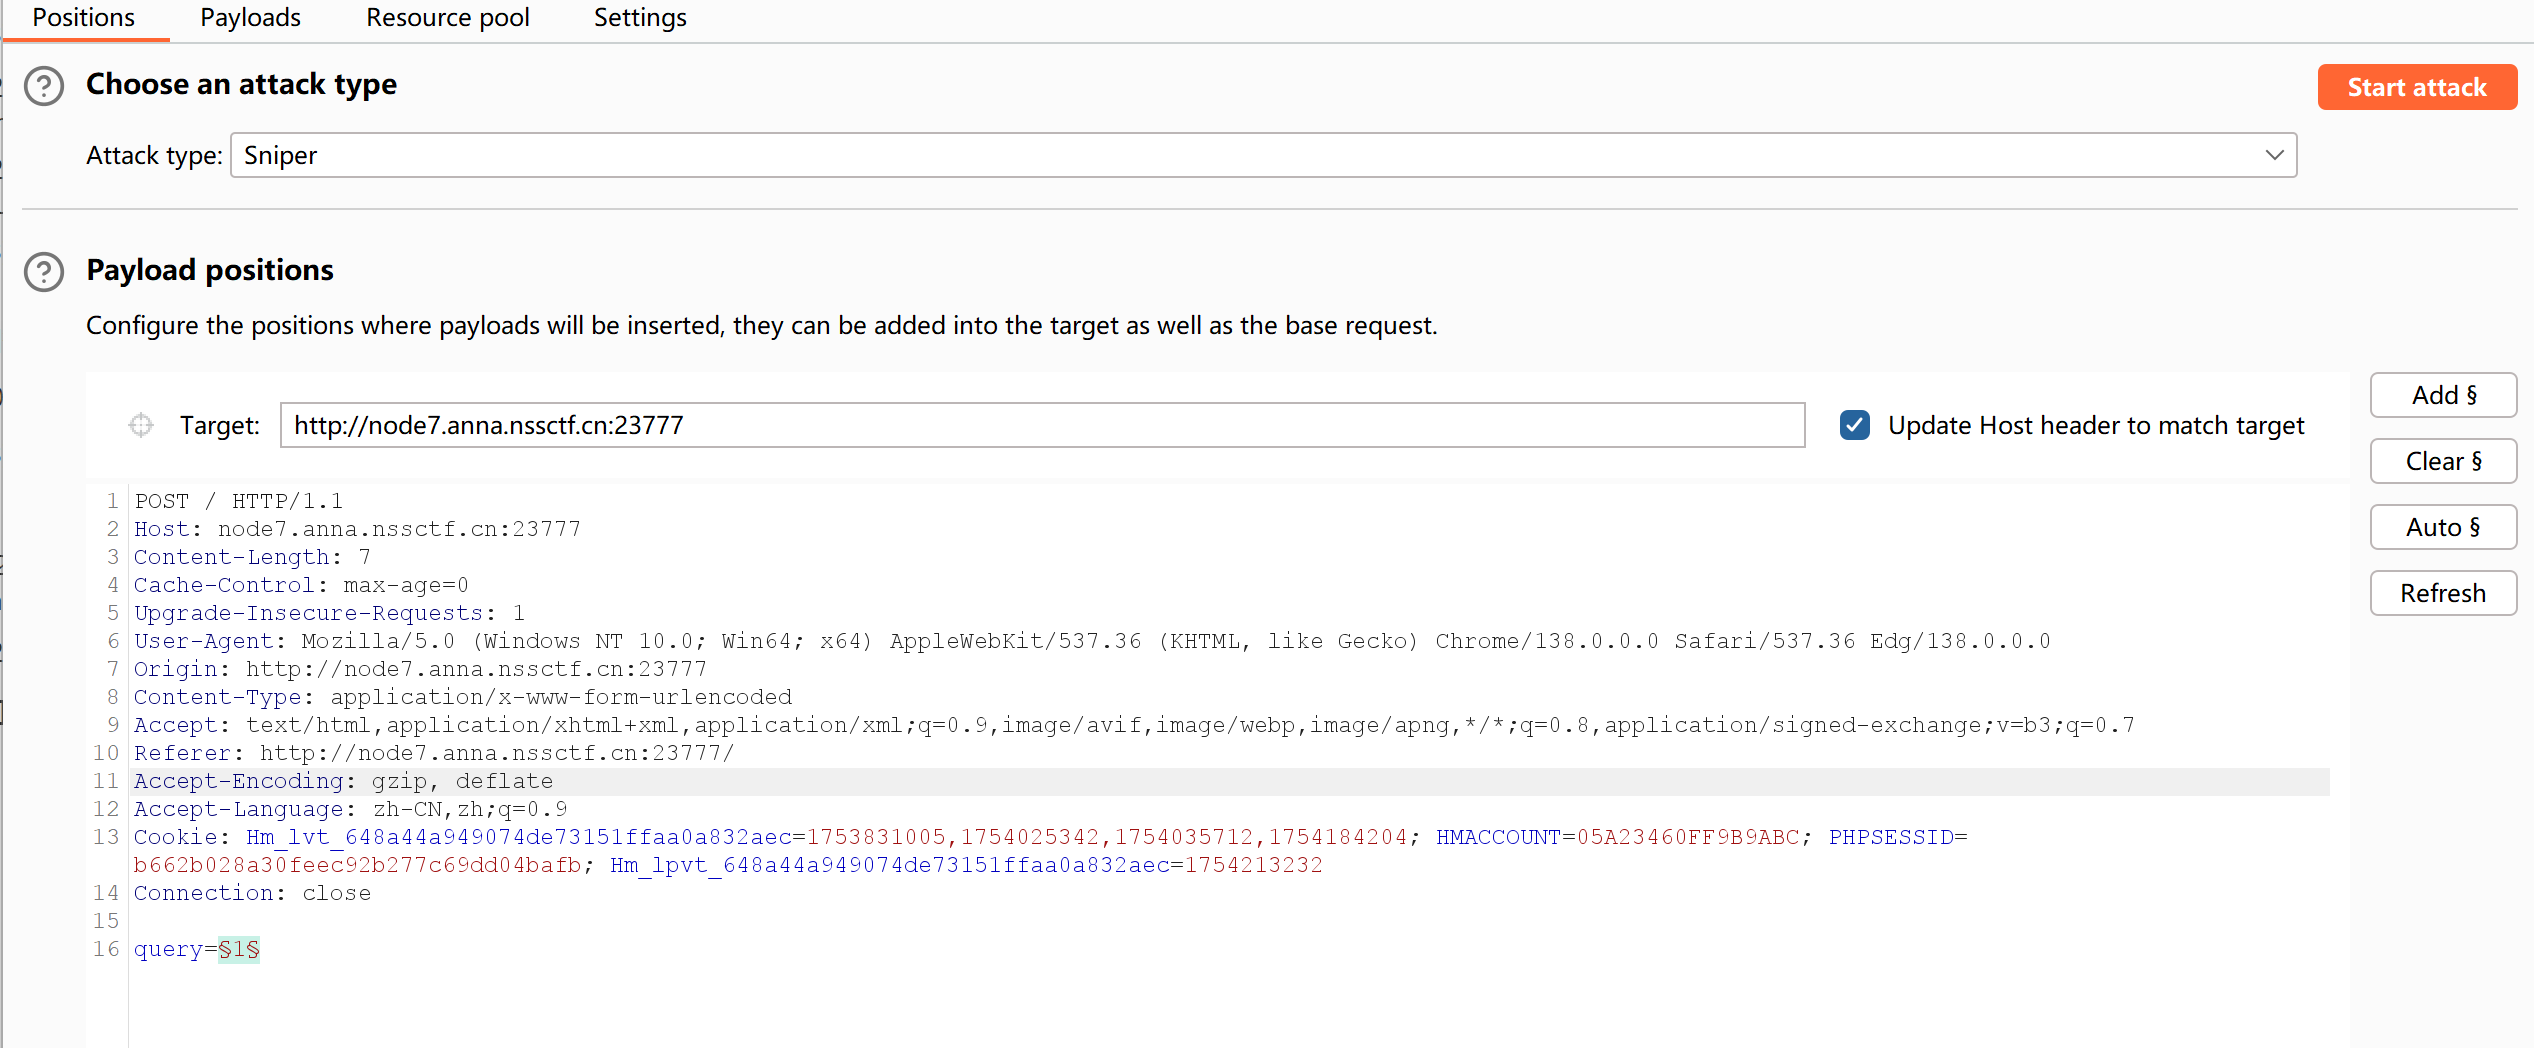 Positions Payloads Resource pool Settings
Choose an attack type
Start attack
Attack type: Sniper
Payload positions
Configure the positions where payloads will be inserted, they can be added into the target as well as the base request.
Target: http://node7.anna.nssctf.cn:23777 Update Host header to match target
Add §
Clear §
Auto §
Refresh
1 POST / HTTP/1.1
2 Host: node7.anna.nssctf.cn:23777
3 Content-Length: 7
4 Cache-Control: max-age=0
5 Upgrade-Insecure-Requests: 1
6 User-Agent: Mozilla/5.0 (Windows NT 10.0; Win64; x64) AppleWebKit/537.36 (KHTML, like Gecko) Chrome/138.0.0.0 Safari/537.36 Edg/138.0.0.0
7 Origin: http://node7.anna.nssctf.cn:23777
8 Content-Type: application/x-www-form-urlencoded
9 Accept: text/html,application/xhtml+xml,application/xml;q=0.9,image/avif,image/webp,image/apng,*/*;q=0.8,application/signed-exchange;v=b3;q=0.7
10 Referer: http://node7.anna.nssctf.cn:23777/
11 Accept-Encoding: gzip, deflate
12 Accept-Language: zh-CN,zh;q=0.9
13 Cookie: Hm_lvt_648a44a949074de73151ffaa0a832aec=1753831005,1754025342,1754035712,1754184204; HMACCOUNT=05A23460FF9B9ABC; PHPSESSID=
b662b028a30feec92b277c69dd04bafb; Hm_lpvt_648a44a949074de73151ffaa0a832aec=1754213232
14 Connection: close
15
16 query=§1§